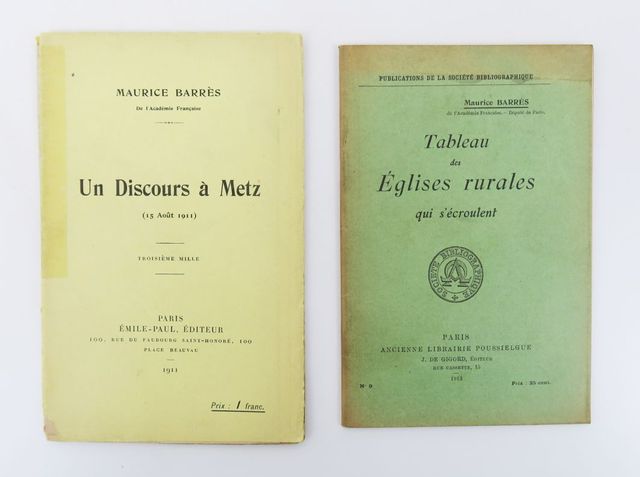 MAURICE BARRÈS
De l'Académie Française
Un Discours à Metz
(15 Août 1911)
TROISIÈME MILLE
PARIS
ÉMILE-PAUL, ÉDITEUR
100, RUE DU FAUBOURG SAINT-HONORÉ, 100
PLACE BEAUVAU
1911
Prix : 1 franc.
PUBLICATIONS DE LA SOCIÉTÉ BIBLIOGRAPHIQUE
Maurice BARRÈS
de l'Académie Française. — Député de Paris.
Tableau
des
Églises rurales
qui s'écroulent
SOCIÉTÉ BIBLIOGRAPHIQUE
PARIS
ANCIENNE LIBRAIRIE POUSSIELGUE
J. DE GIGORD, ÉDITEUR
RUE CASSETTE, 15
Nº 9
Prix : 25 cent.